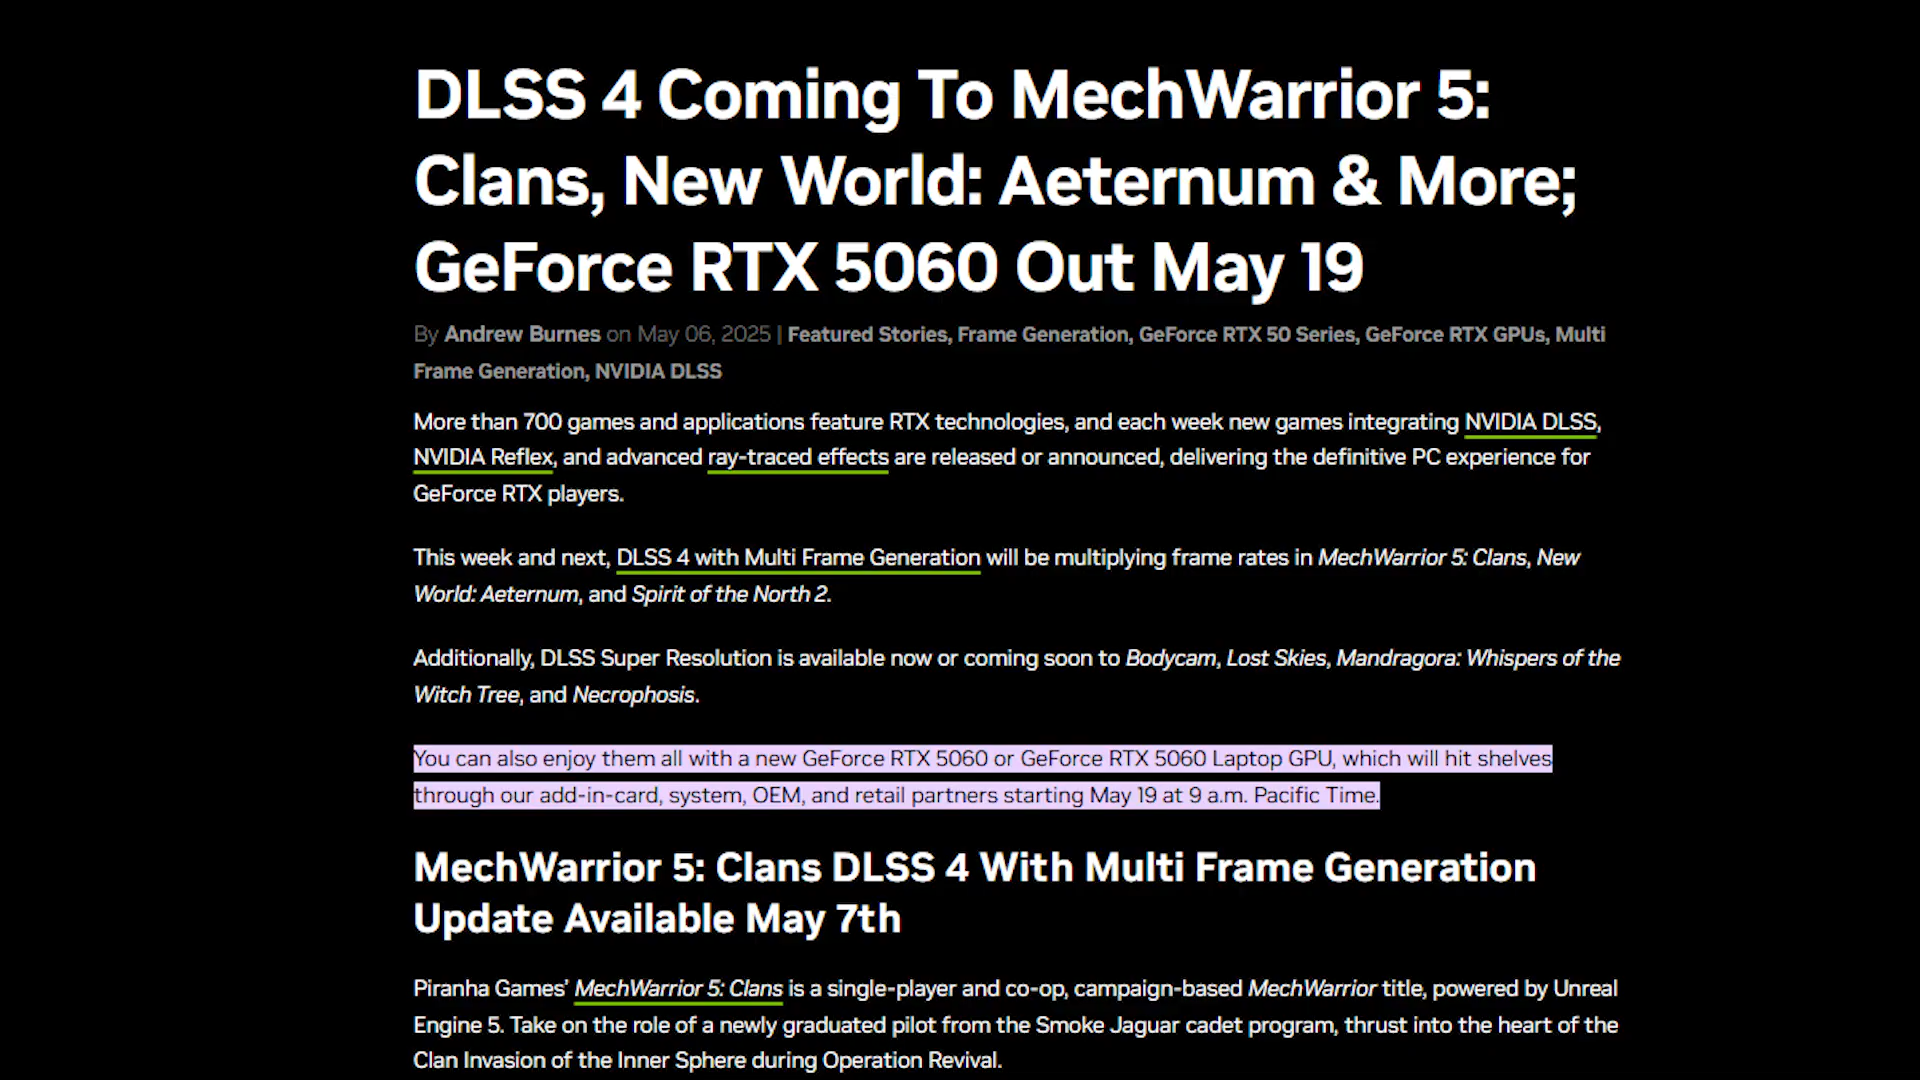 DLSS 4 Coming To MechWarrior 5:
Clans, New World: Aeternum & More;
GeForce RTX 5060 Out May 19
By Andrew Burnes on May 06, 2025 | Featured Stories, Frame Generation, GeForce RTX 50 Series, GeForce RTX GPUs, Multi
Frame Generation, NVIDIA DLSS
More than 700 games and applications feature RTX technologies, and each week new games integrating NVIDIA DLSS,
NVIDIA Reflex, and advanced ray-traced effects are released or announced, delivering the definitive PC experience for
GeForce RTX players.
This week and next, DLSS 4 with Multi Frame Generation will be multiplying frame rates in MechWarrior 5: Clans, New
World: Aeternum, and Spirit of the North 2.
Additionally, DLSS Super Resolution is available now or coming soon to Bodycam, Lost Skies, Mandragora: Whispers of the
Witch Tree, and Necrophosis.
You can also enjoy them all with a new GeForce RTX 5060 or GeForce RTX 5060 Laptop GPU, which will hit shelves
through our add-in-card, system, OEM, and retail partners starting May 19 at 9 a.m. Pacific Time.
MechWarrior 5: Clans DLSS 4 With Multi Frame Generation
Update Available May 7th
Piranha Games’ MechWarrior 5: Clans is a single-player and co-op, campaign-based MechWarrior title, powered by Unreal
Engine 5. Take on the role of a newly graduated pilot from the Smoke Jaguar cadet program, thrust into the heart of the
Clan Invasion of the Inner Sphere during Operation Revival.